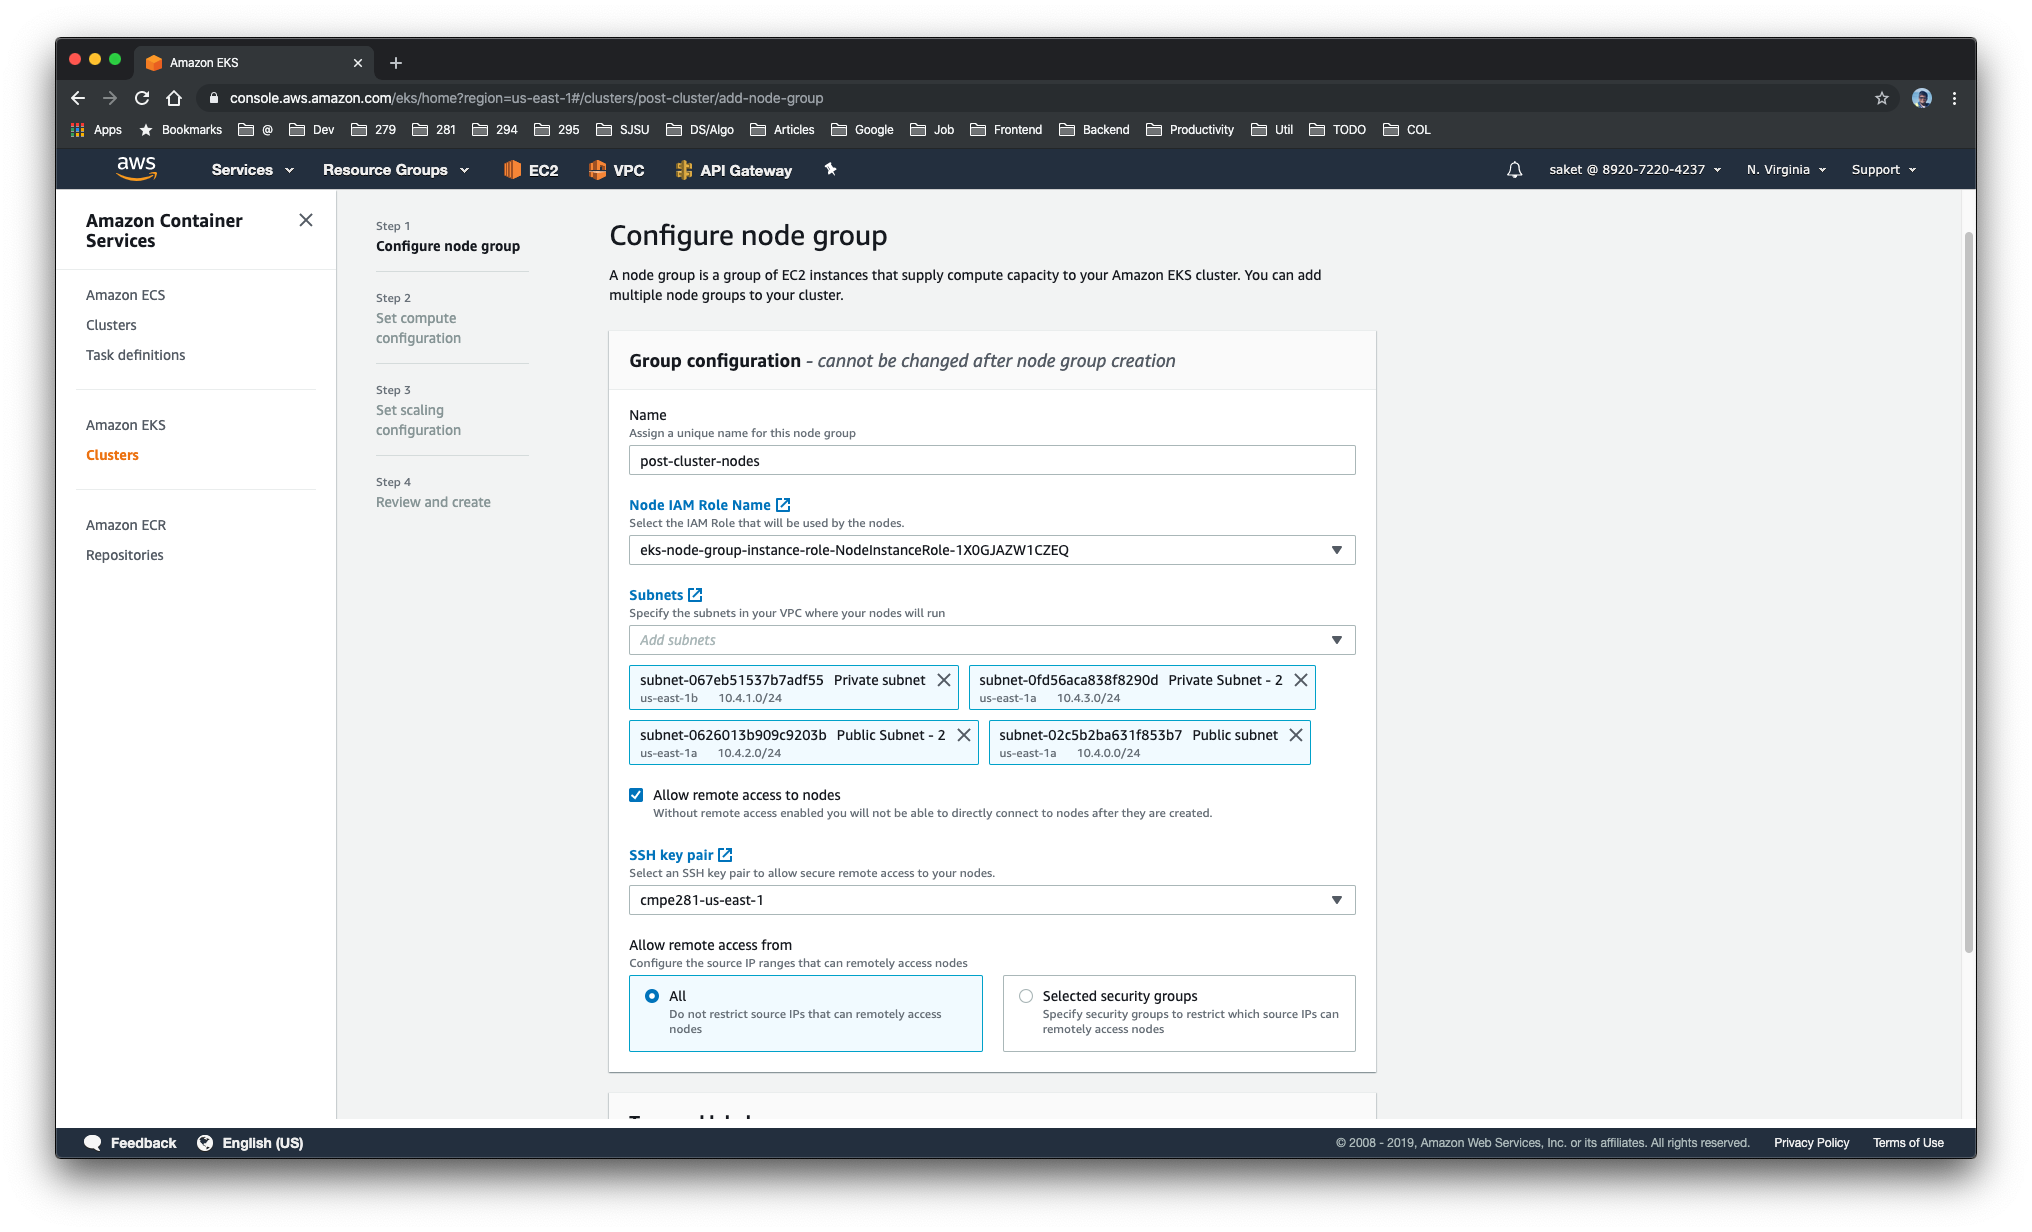 Amazon EKS
console.aws.amazon.com/eks/home?region=us-east-1#/clusters/post-cluster/add-node-group
Apps Bookmarks @ Dev 279 281 294 295 SJSU DS/Algo Articles Google Job Frontend Backend Productivity Util TODO COL
aws Services Resource Groups EC2 VPC API Gateway saket @ 8920-7220-4237 N. Virginia Support
Amazon Container
Services
Amazon ECS
Clusters
Task definitions
Amazon EKS
Clusters
Amazon ECR
Repositories
Step 1
Configure node group
Step 2
Set compute
configuration
Step 3
Set scaling
configuration
Step 4
Review and create
Configure node group
A node group is a group of EC2 instances that supply compute capacity to your Amazon EKS cluster. You can add
multiple node groups to your cluster.
Group configuration - cannot be changed after node group creation
Name
Assign a unique name for this node group
post-cluster-nodes
Node IAM Role Name
Select the IAM Role that will be used by the nodes.
eks-node-group-instance-role-NodeInstanceRole-1X0GJAZW1CZEQ
Subnets
Specify the subnets in your VPC where your nodes will run
Add subnets
subnet-067eb51537b7adf55 Private subnet
us-east-1b 10.4.1.0/24
subnet-0fd56aca838f8290d Private Subnet - 2
us-east-1a 10.4.3.0/24
subnet-0626013b909c9203b Public Subnet - 2
us-east-1a 10.4.2.0/24
subnet-02c5b2ba631f853b7 Public subnet
us-east-1a 10.4.0.0/24
Allow remote access to nodes
Without remote access enabled you will not be able to directly connect to nodes after they are created.
SSH key pair
Select an SSH key pair to allow secure remote access to your nodes.
cmpe281-us-east-1
Allow remote access from
Configure the source IP ranges that can remotely access nodes
All
Do not restrict source IPs that can remotely access
nodes
Selected security groups
Specify security groups to restrict which source IPs can
remotely access nodes
Feedback English (US) © 2008 - 2019, Amazon Web Services, Inc. or its affiliates. All rights reserved. Privacy Policy Terms of Use